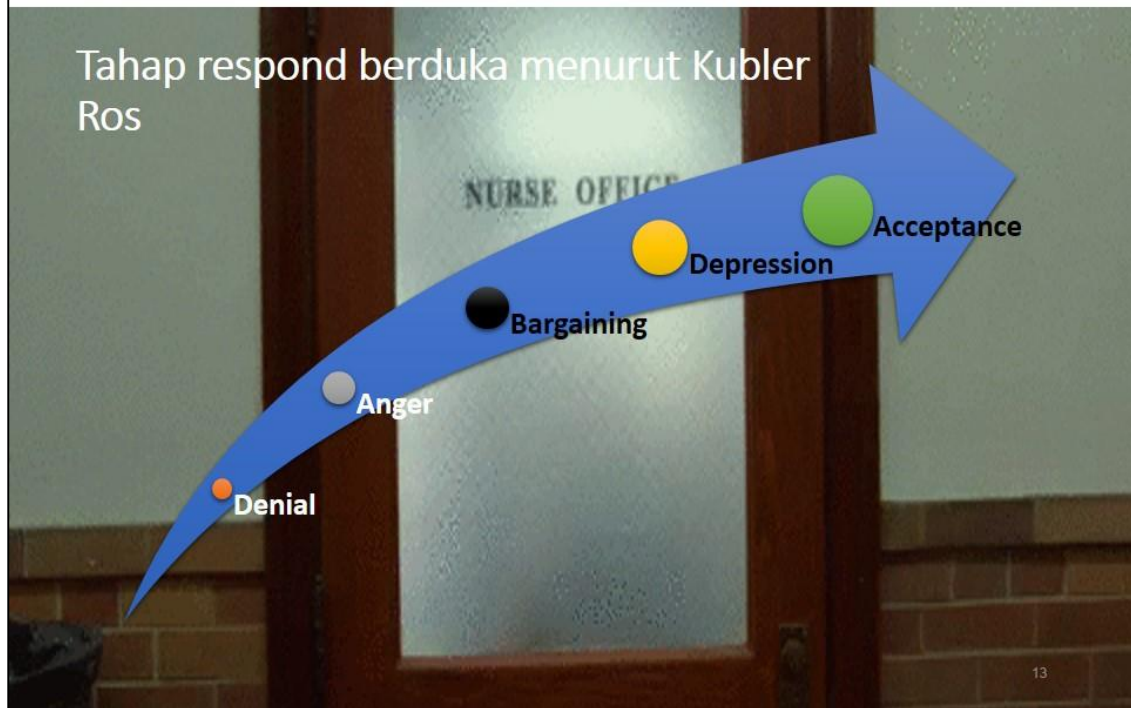 Tahap respond berduka menurut Kubler
Ros
NURSE OFFICE
Acceptance
Depression
Bargaining
Anger
Denial
13